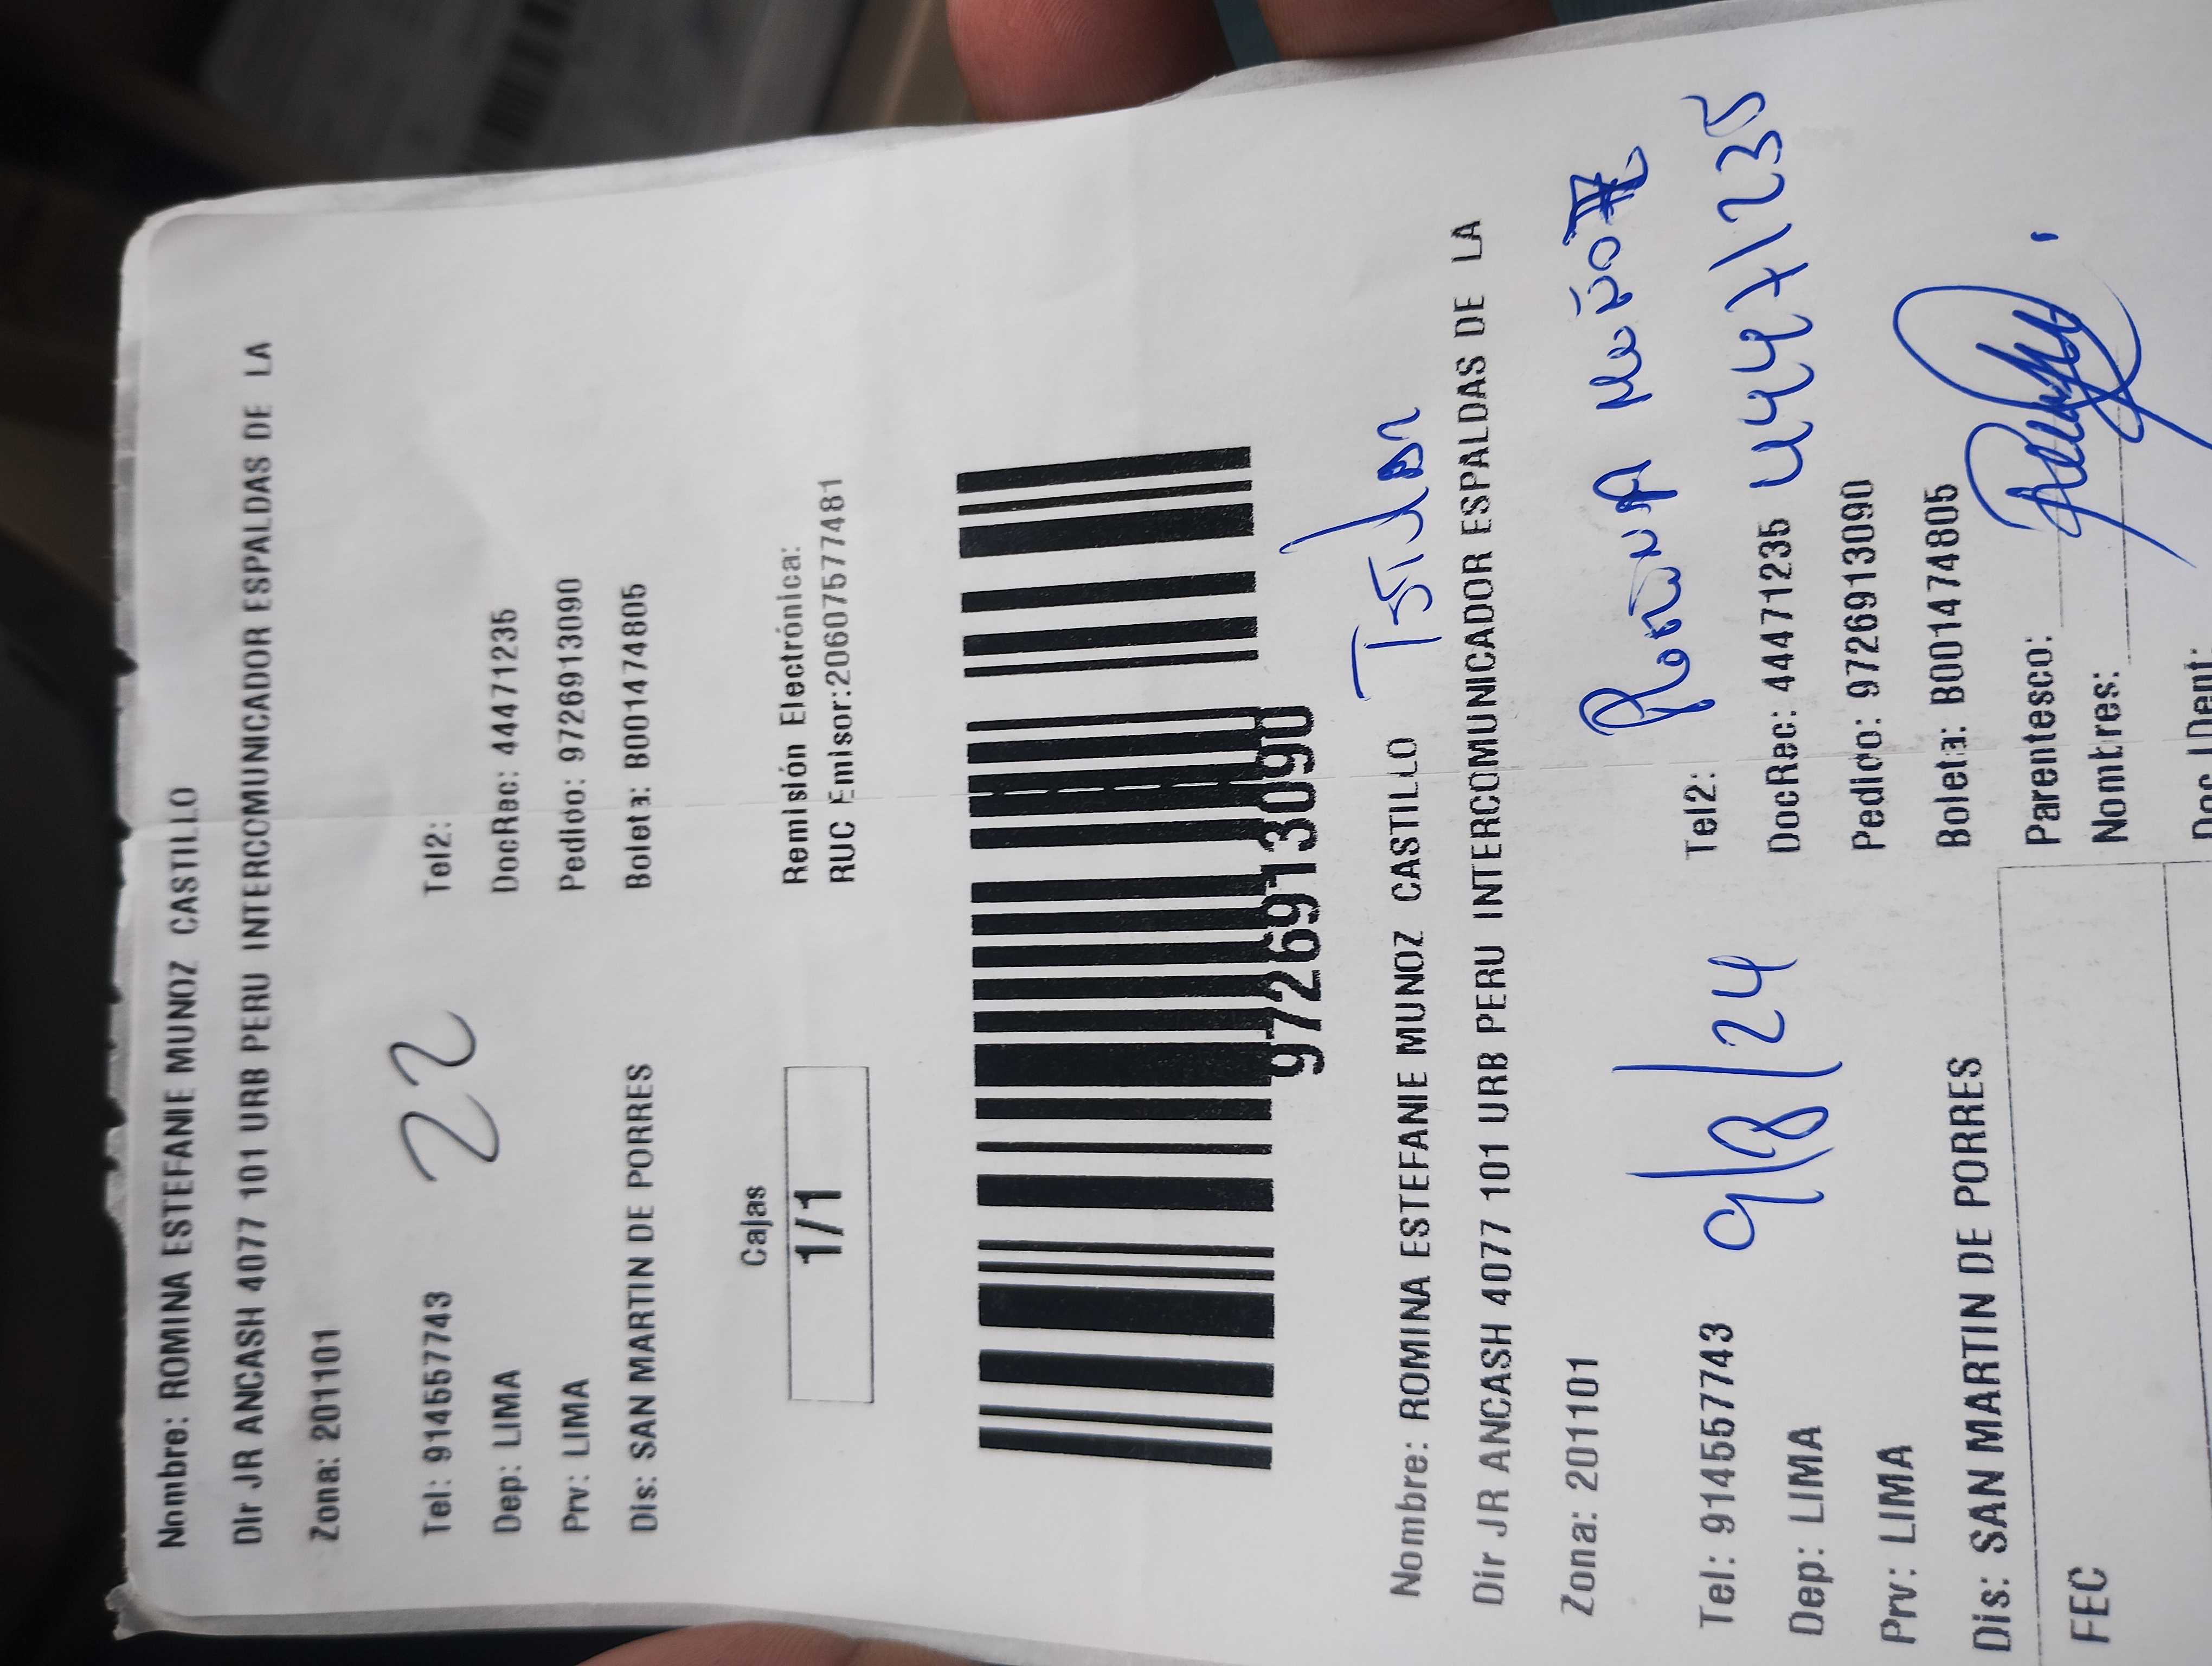 Nombre: ROMINA ESTEFANIE MUNOZ CASTILLO
Dir JR ANCASH 4077 101 URB PERU INTERCOMUNICADOR ESPALDAS DE LA
Zona: 201101
22
Tel: 914557743 Tel2:
Dep: LIMA DocRec: 44471235
Prv: LIMA Pedido: 9726913090
Dis: SAN MARTIN DE PORRES Boleta: B001474805
Cajas
1/1
Remisión Electrónica:
RUC Emisor:20607577481
9726913090
Nombre: ROMINA ESTEFANIE MUNOZ CASTILLO
Dir JR ANCASH 4077 101 URB PERU INTERCOMUNICADOR ESPALDAS DE LA
Zona: 201101
Romina Muñoz
Tel: 914557743 9/8/24 Tel2:
Dep: LIMA DocRec: 44471235 44471235
Prv: LIMA Pedido: 9726913090
Dis: SAN MARTIN DE PORRES Boleta: B001474805
Parentesco:
FEC Nombres:
Doc.IDent: